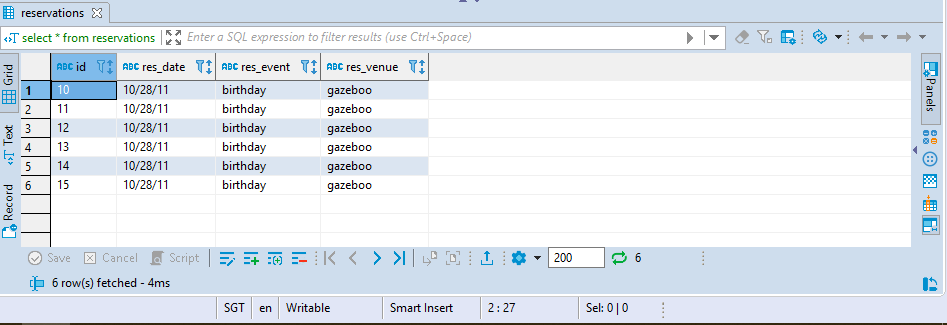 reservations
select * from reservations Enter a SQL expression to filter results (use Ctrl+Space)
Grid
Text
Record
ABC id ABC res_date ABC res_event ABC res_venue
1 10 10/28/11 birthday gazeboo
2 11 10/28/11 birthday gazeboo
3 12 10/28/11 birthday gazeboo
4 13 10/28/11 birthday gazeboo
5 14 10/28/11 birthday gazeboo
6 15 10/28/11 birthday gazeboo
Panels
Save Cancel Script 200 6
6 row(s) fetched - 4ms
SGT en Writable Smart Insert 2 : 27 Sel: 0 | 0